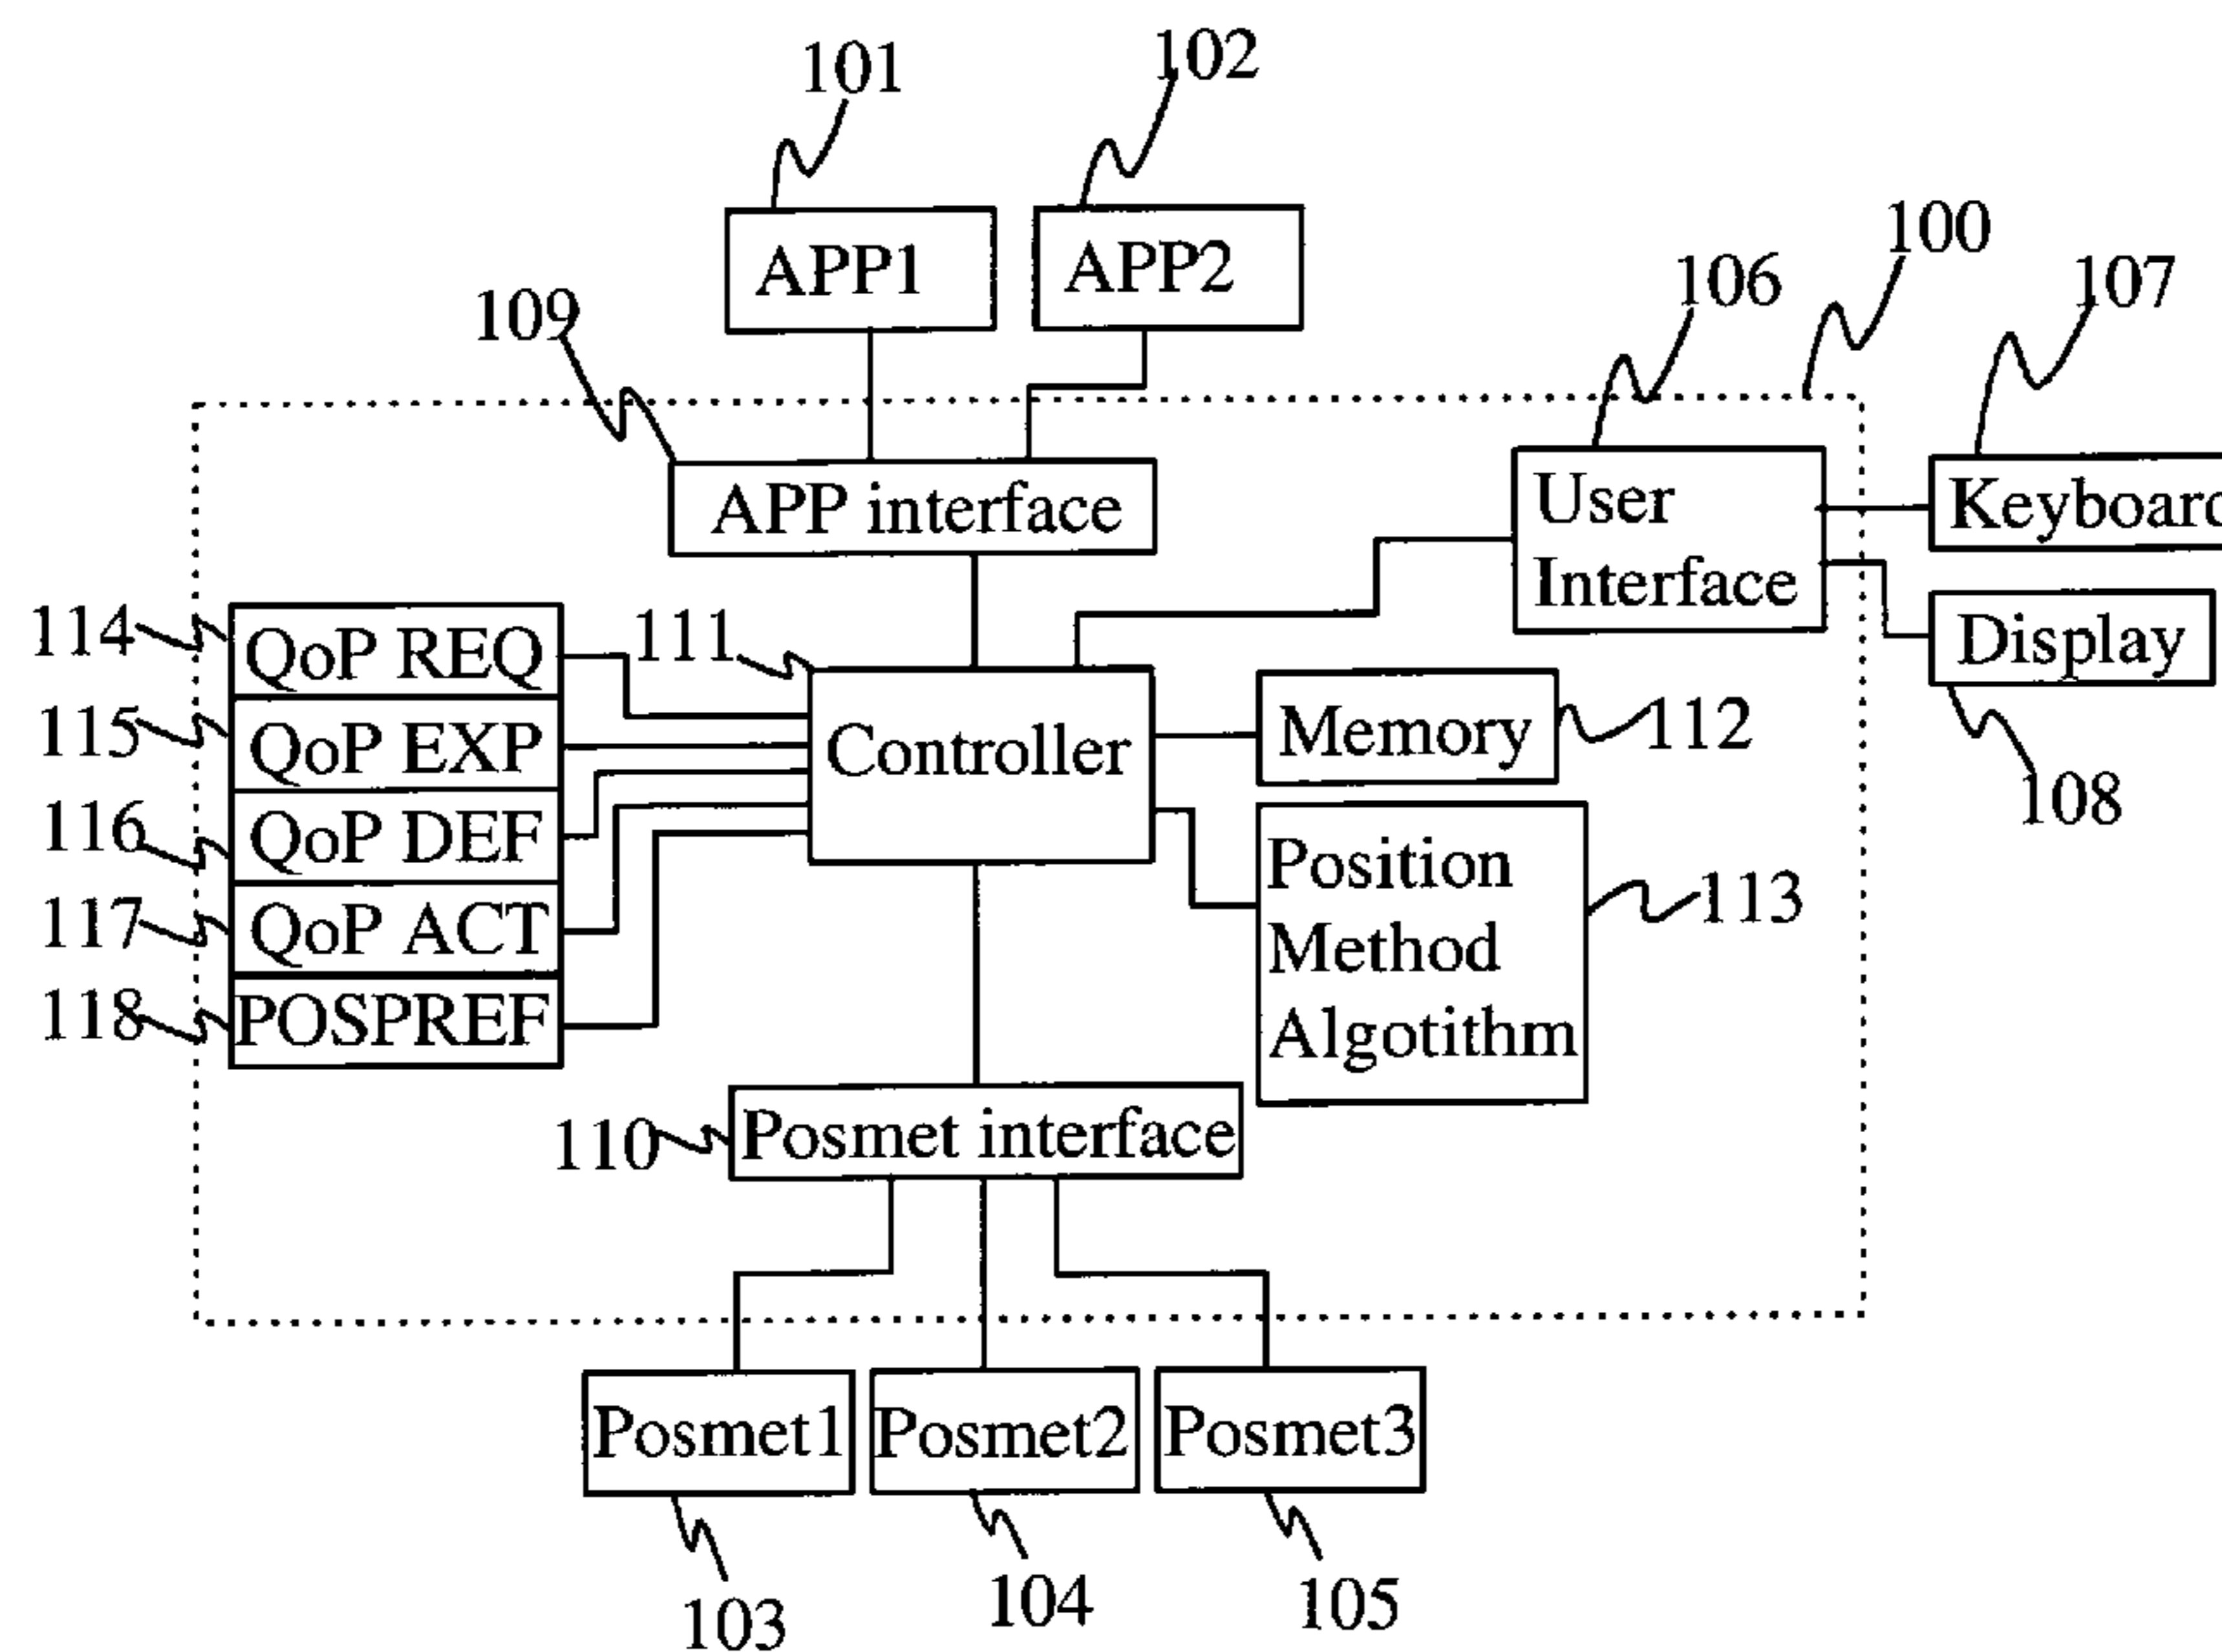 101
102
APP1
APP2
100
106
107
109
APP interface
User
Interface
Keyboard
Display
108
114
QoP REQ
115
QoP EXP
116
QoP DEF
117
QoP ACT
118
POSPREF
111
Controller
Memory
112
Position
Method
Algotithm
113
110
Posmet interface
Posmet1
Posmet2
Posmet3
103
104
105